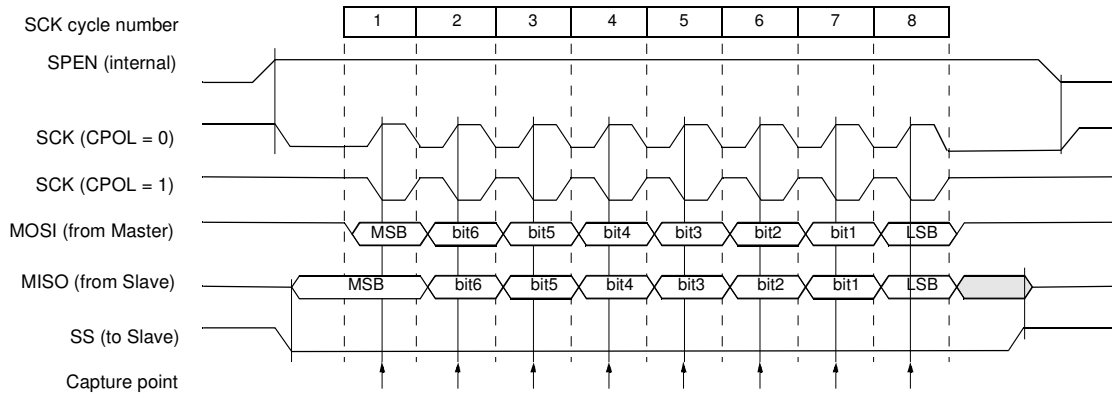 SCK cycle number 1 2 3 4 5 6 7 8
SPEN (internal)
SCK (CPOL = 0)
SCK (CPOL = 1)
MOSI (from Master) MSB bit6 bit5 bit4 bit3 bit2 bit1 LSB
MISO (from Slave) MSB bit6 bit5 bit4 bit3 bit2 bit1 LSB
SS (to Slave)
Capture point